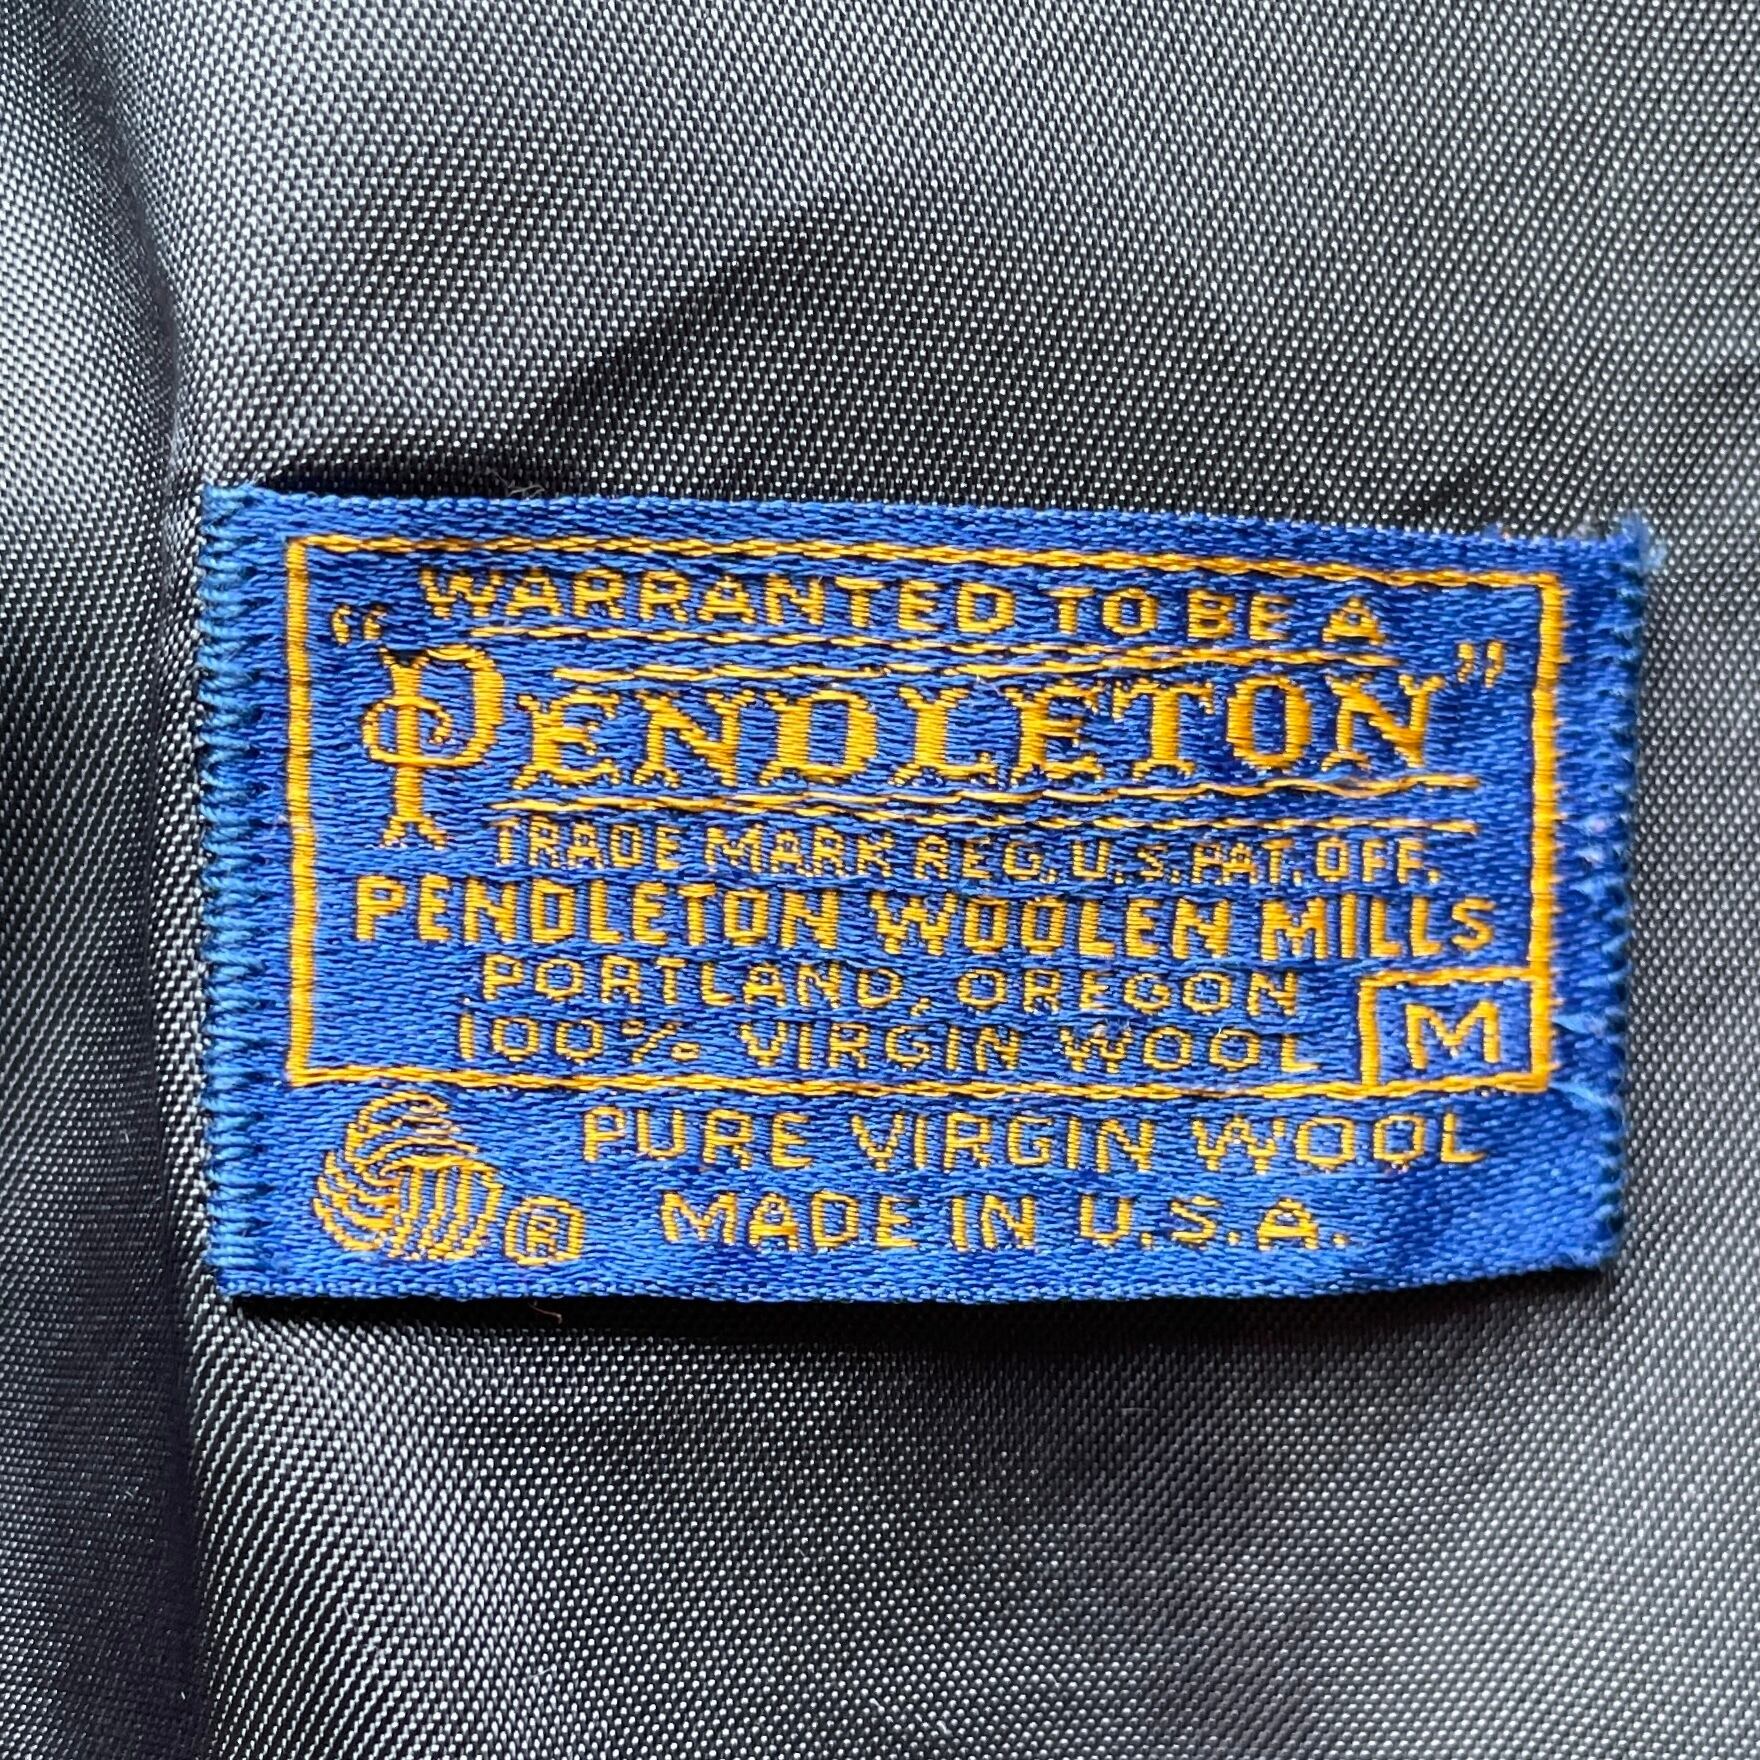 WARRANTED TO BE A
"PENDLETON"
TRADE MARK REG. U.S. PAT. OFF.
PENDLETON WOOLEN MILLS
PORTLAND, OREGON
100% VIRGIN WOOL M
PURE VIRGIN WOOL
® MADE IN U.S.A.